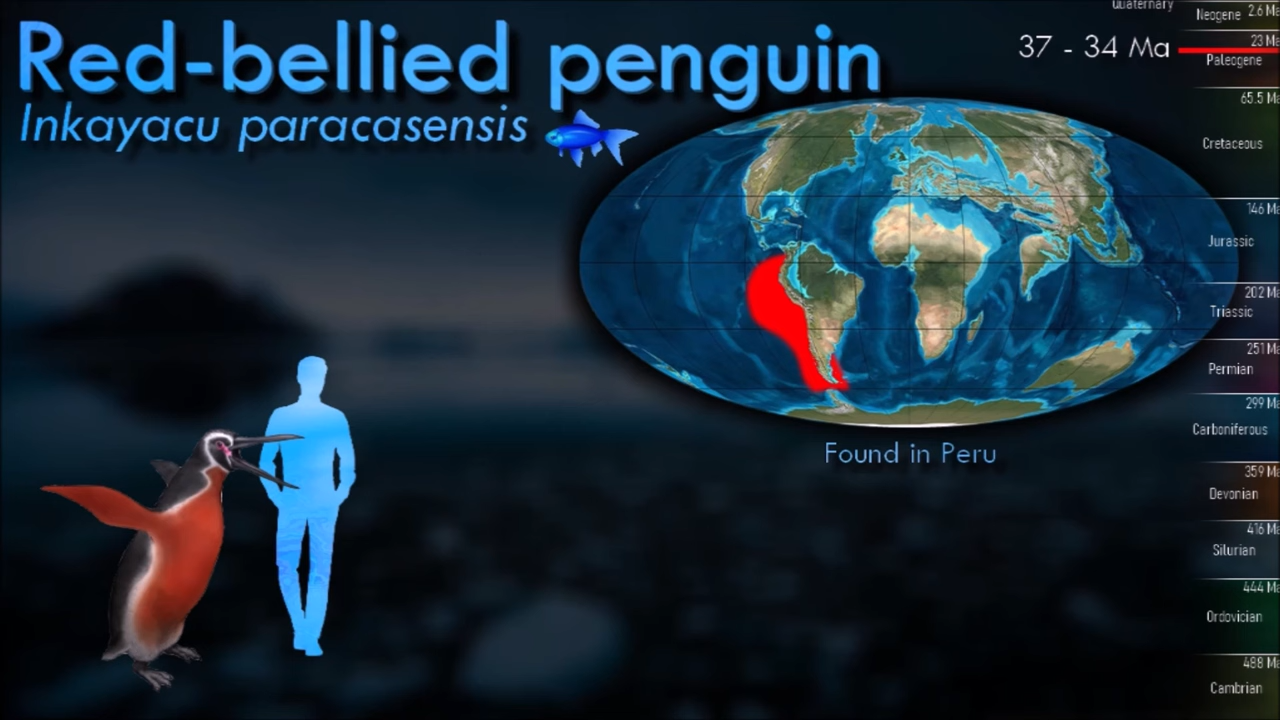 Red-bellied penguin
Inkayacu paracasensis
37 - 34 Ma
Found in Peru
Quaternary
2.6 Ma
Neogene
23 Ma
Paleogene
65.5 Ma
Cretaceous
146 Ma
Jurassic
202 Ma
Triassic
251 Ma
Permian
299 Ma
Carboniferous
359 Ma
Devonian
416 Ma
Silurian
444 Ma
Ordovician
488 Ma
Cambrian